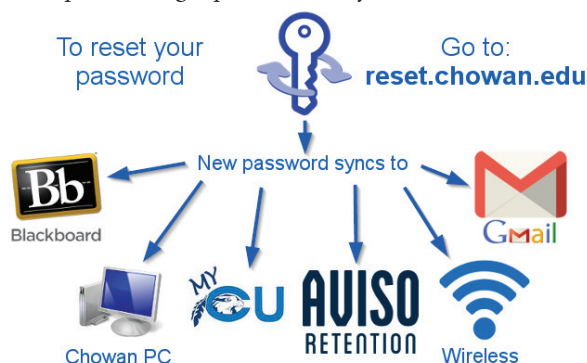 To reset your
password
Go to:
reset.chowan.edu
New password syncs to
Bb
Blackboard
Gmail
Chowan PC
MY
CU
AVISO
RETENTION
Wireless